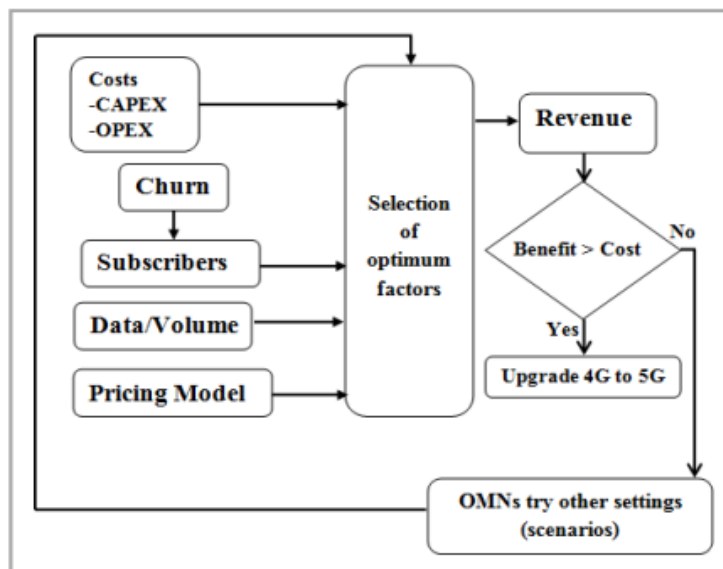 Costs
-CAPEX
-OPEX
Churn
Subscribers
Data/Volume
Pricing Model
Selection
of
optimum
factors
Revenue
Benefit > Cost
No
Yes
Upgrade 4G to 5G
OMNs try other settings
(scenarios)